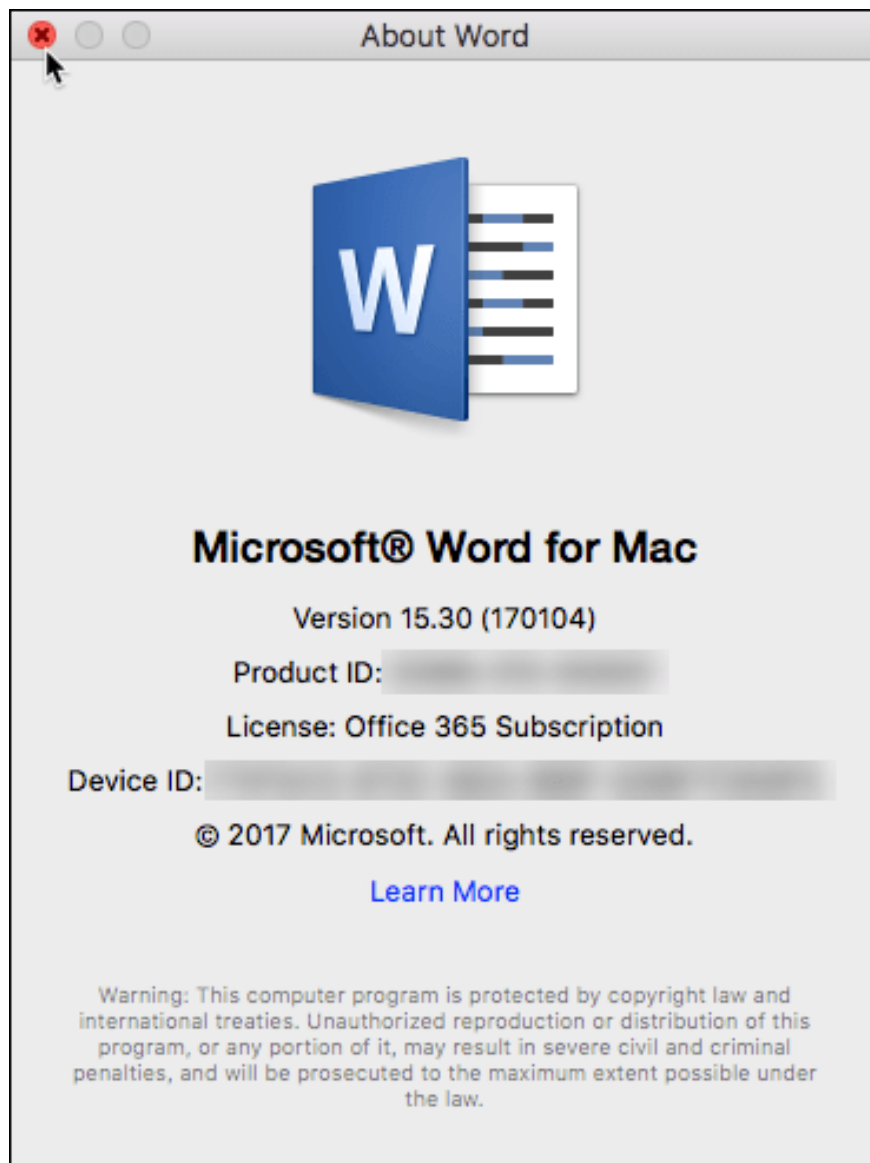 About Word
W
Microsoft® Word for Mac
Version 15.30 (170104)
Product ID:
License: Office 365 Subscription
Device ID:
© 2017 Microsoft. All rights reserved.
Learn More
Warning: This computer program is protected by copyright law and
international treaties. Unauthorized reproduction or distribution of this
program, or any portion of it, may result in severe civil and criminal
penalties, and will be prosecuted to the maximum extent possible under
the law.